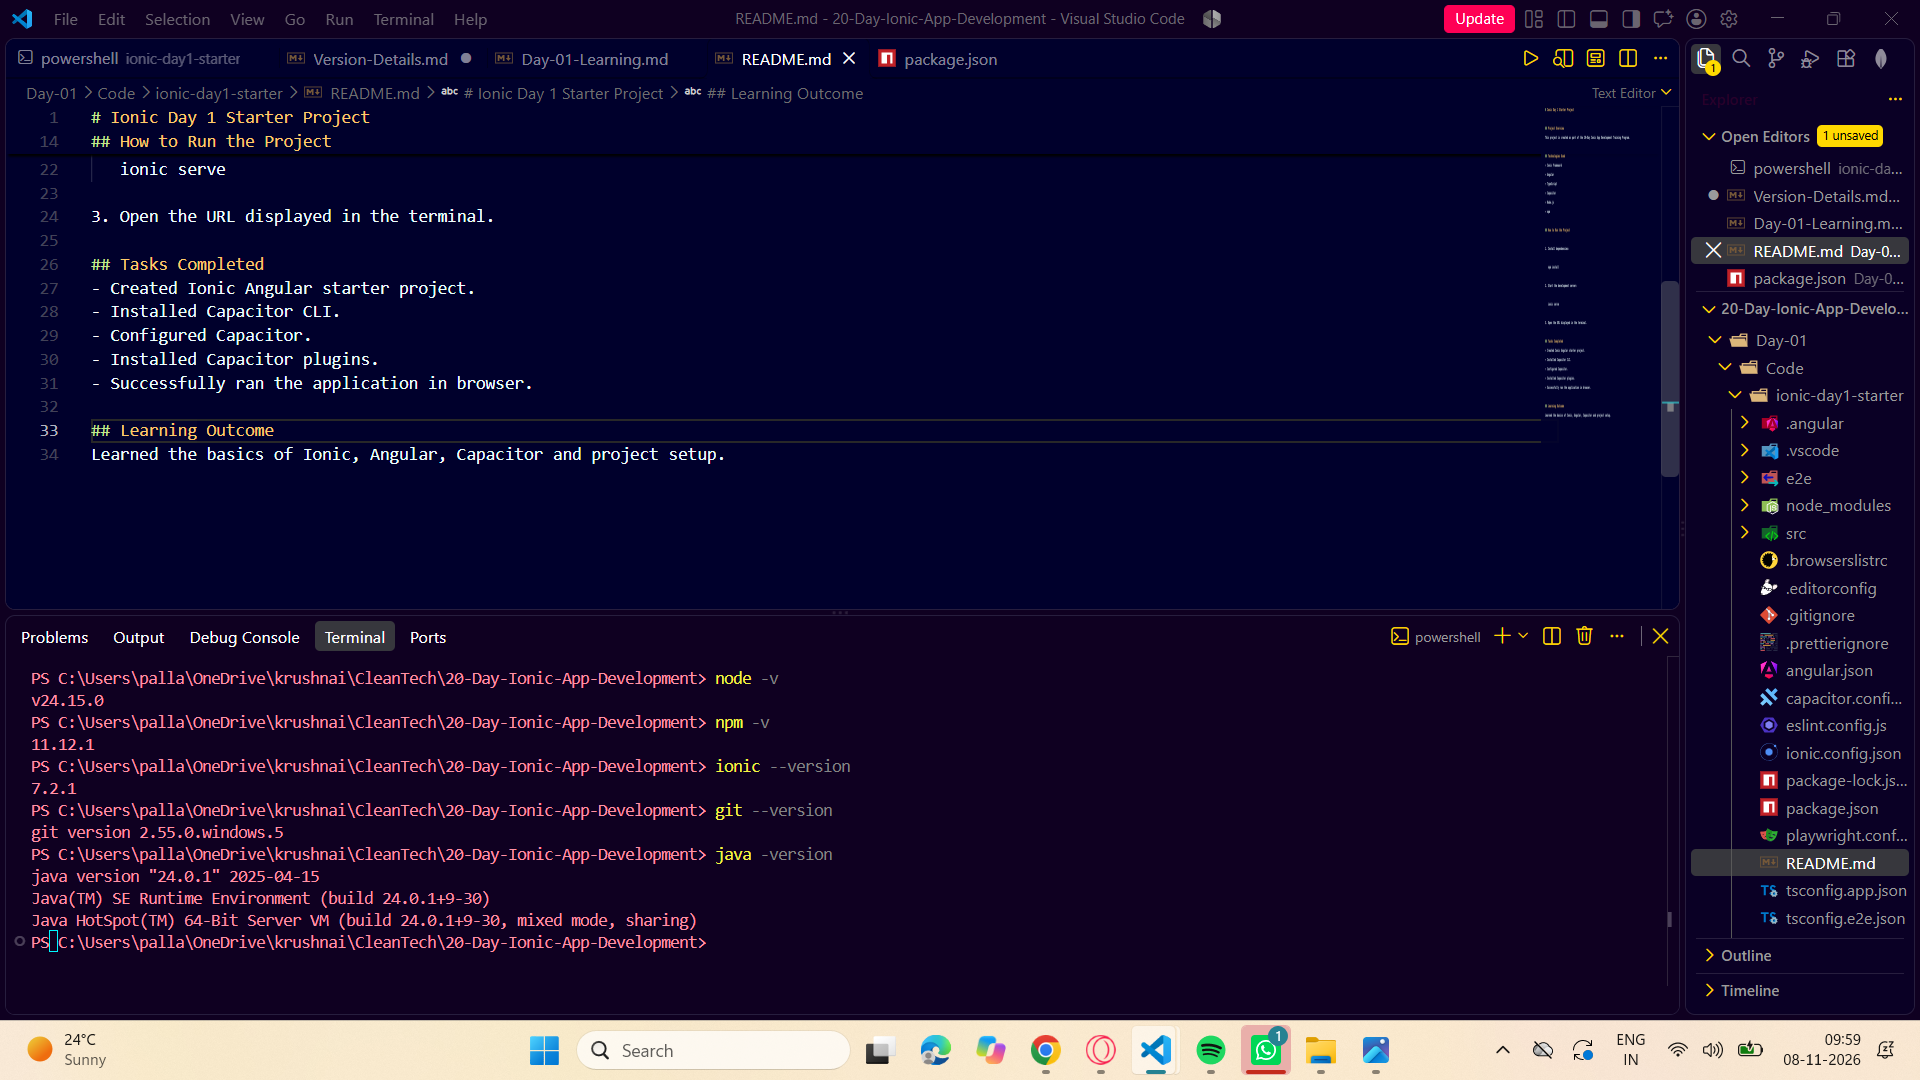 File Edit Selection View Go Run Terminal Help
README.md - 20-Day-Ionic-App-Development - Visual Studio Code
Update
powershell ionic-day1-starter
Version-Details.md
Day-01-Learning.md
README.md
package.json
Day-01 > Code > ionic-day1-starter > README.md > # Ionic Day 1 Starter Project > ## Learning Outcome
Text Editor
1 # Ionic Day 1 Starter Project
14 ## How to Run the Project
22 ionic serve
23
24 3. Open the URL displayed in the terminal.
25
26 ## Tasks Completed
27 - Created Ionic Angular starter project.
28 - Installed Capacitor CLI.
29 - Configured Capacitor.
30 - Installed Capacitor plugins.
31 - Successfully ran the application in browser.
32
33 ## Learning Outcome
34 Learned the basics of Ionic, Angular, Capacitor and project setup.
Problems Output Debug Console Terminal Ports
powershell
PS C:\Users\palla\OneDrive\krushnai\CleanTech\20-Day-Ionic-App-Development> node -v
v24.15.0
PS C:\Users\palla\OneDrive\krushnai\CleanTech\20-Day-Ionic-App-Development> npm -v
11.12.1
PS C:\Users\palla\OneDrive\krushnai\CleanTech\20-Day-Ionic-App-Development> ionic --version
7.2.1
PS C:\Users\palla\OneDrive\krushnai\CleanTech\20-Day-Ionic-App-Development> git --version
git version 2.55.0.windows.5
PS C:\Users\palla\OneDrive\krushnai\CleanTech\20-Day-Ionic-App-Development> java -version
java version "24.0.1" 2025-04-15
Java(TM) SE Runtime Environment (build 24.0.1+9-30)
Java HotSpot(TM) 64-Bit Server VM (build 24.0.1+9-30, mixed mode, sharing)
PS C:\Users\palla\OneDrive\krushnai\CleanTech\20-Day-Ionic-App-Development>
1
Explorer
Open Editors 1 unsaved
powershell ionic-da...
Version-Details.md...
Day-01-Learning.m...
README.md Day-0...
package.json Day-0...
20-Day-Ionic-App-Develo...
Day-01
Code
ionic-day1-starter
.angular
.vscode
e2e
node_modules
src
.browserslistrc
.editorconfig
.gitignore
.prettierignore
angular.json
capacitor.confi...
eslint.config.js
ionic.config.json
package-lock.js...
package.json
playwright.conf...
README.md
tsconfig.app.json
tsconfig.e2e.json
Outline
Timeline
24°C
Sunny
Search
1
ENG
IN
09:59
08-11-2026